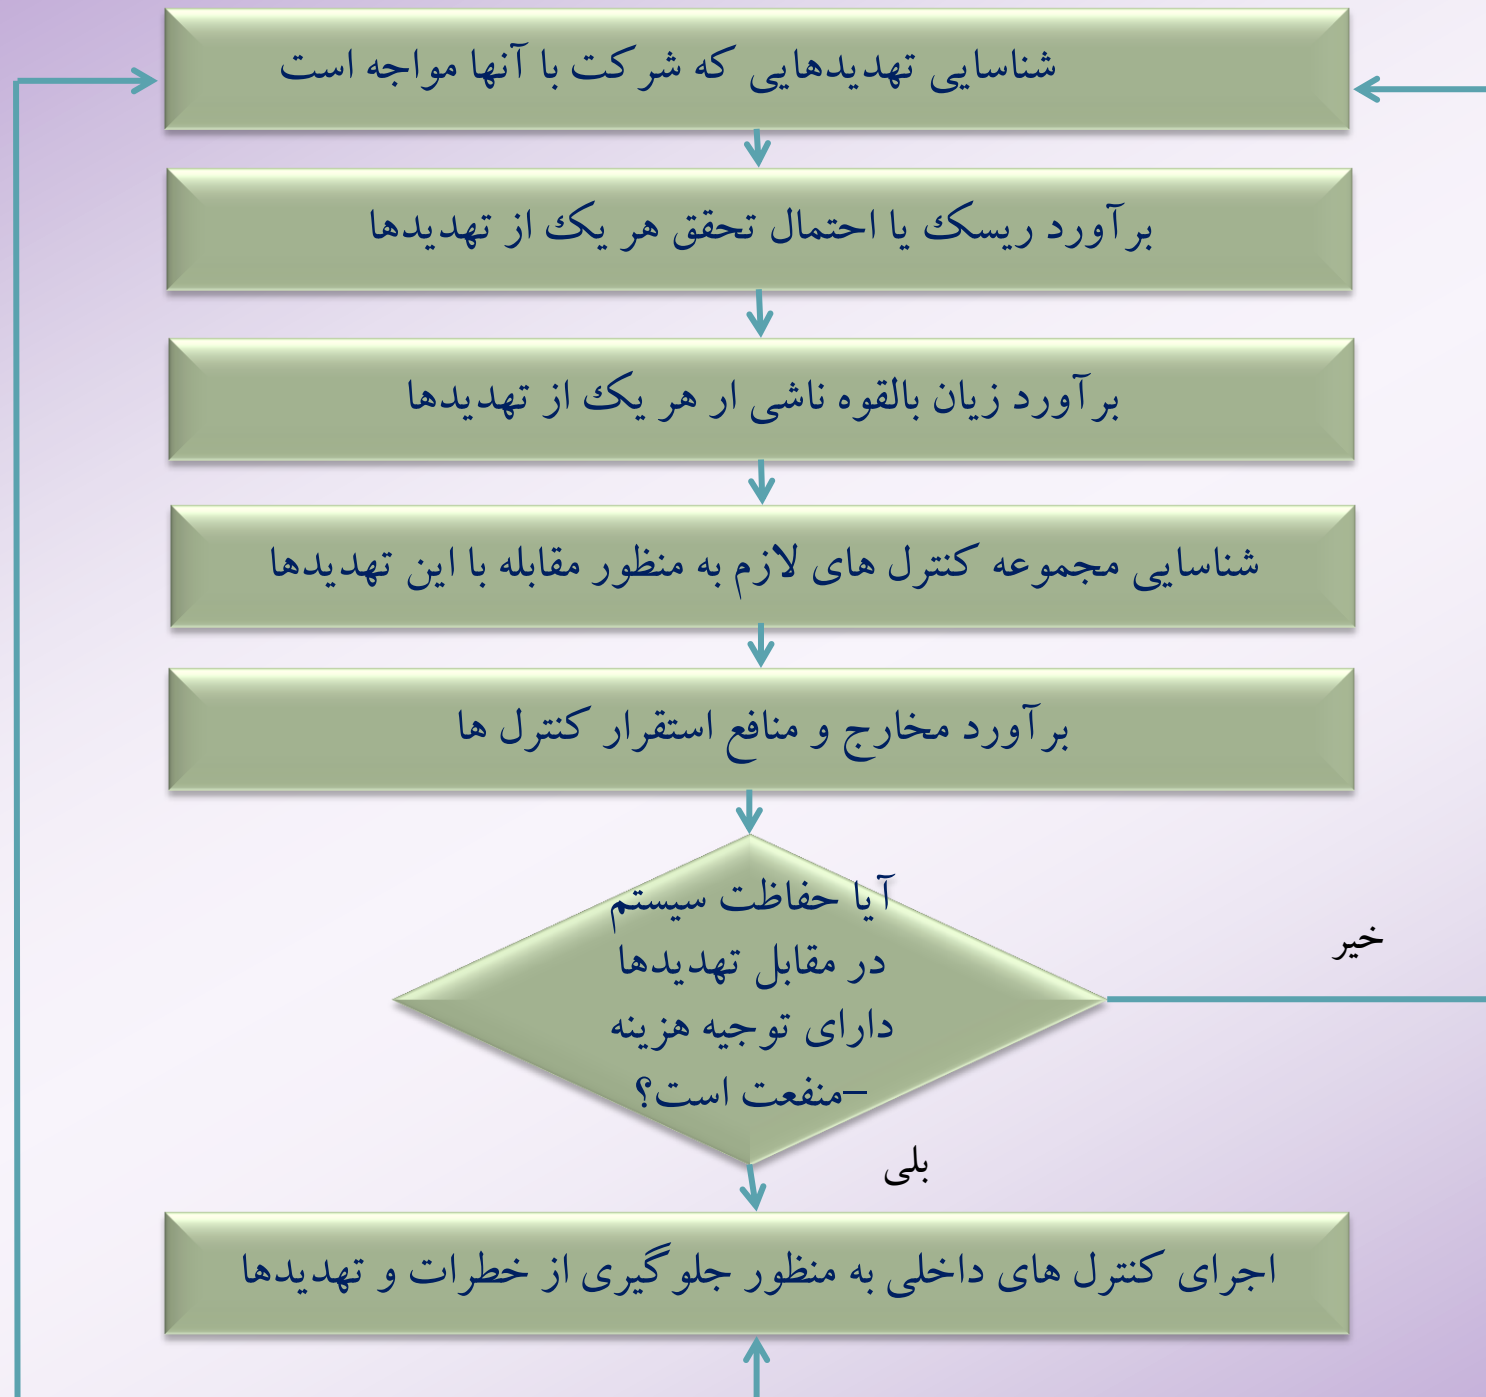 شناسایی تهدیدهایی که شرکت با آنها مواجه است
برآورد ریسک یا احتمال تحقق هر یک از تهدیدها
برآورد زیان بالقوه ناشی ار هر یک از تهدیدها
شناسایی مجموعه کنترل های لازم به منظور مقابله با این تهدیدها
برآورد مخارج و منافع استقرار کنترل ها
آیا حفاظت سیستم
در مقابل تهدیدها
دارای توجیه هزینه
–منفعت است؟
خیر
بلی
اجرای کنترل های داخلی به منظور جلوگیری از خطرات و تهدیدها